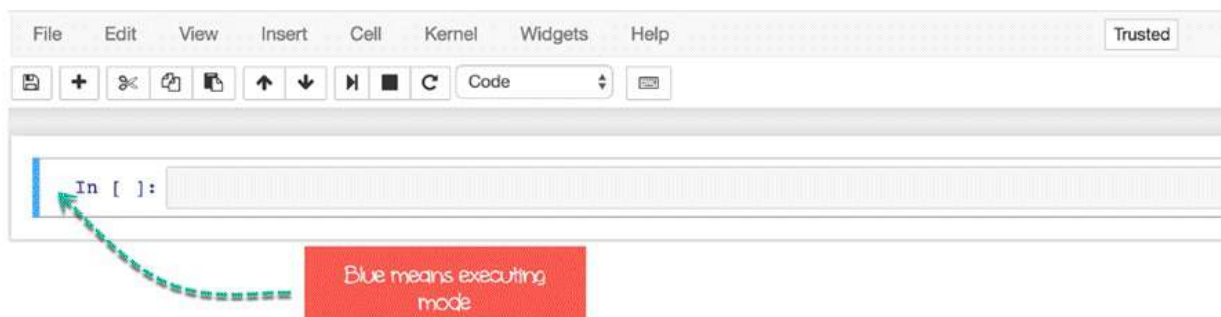 File Edit View Insert Cell Kernel Widgets Help Trusted
Code
In [ ]:
Blue means executing
mode